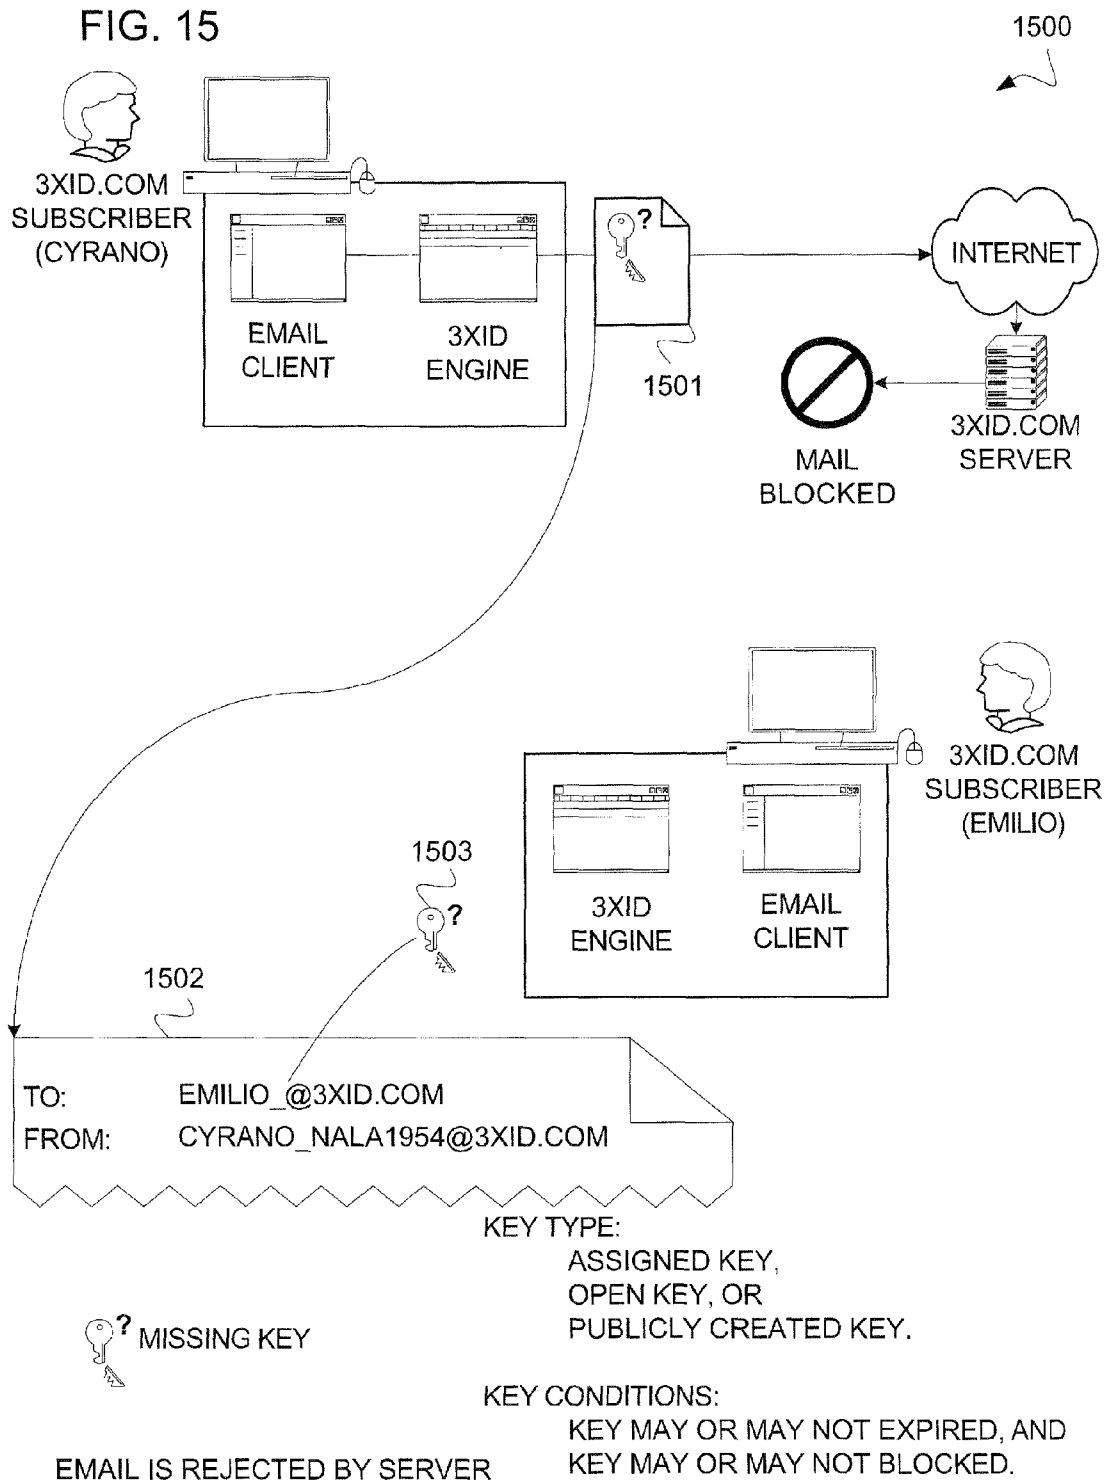 FIG. 15
1500
3XID.COM
SUBSCRIBER
(CYRANO)
EMAIL
CLIENT
3XID
ENGINE
?
1501
INTERNET
3XID.COM
SERVER
MAIL
BLOCKED
3XID.COM
SUBSCRIBER
(EMILIO)
3XID
ENGINE
EMAIL
CLIENT
1503
?
1502
TO: EMILIO_@3XID.COM
FROM: CYRANO_NALA1954@3XID.COM
KEY TYPE:
ASSIGNED KEY,
OPEN KEY, OR
PUBLICLY CREATED KEY.
? MISSING KEY
KEY CONDITIONS:
KEY MAY OR MAY NOT EXPIRED, AND
KEY MAY OR MAY NOT BLOCKED.
EMAIL IS REJECTED BY SERVER